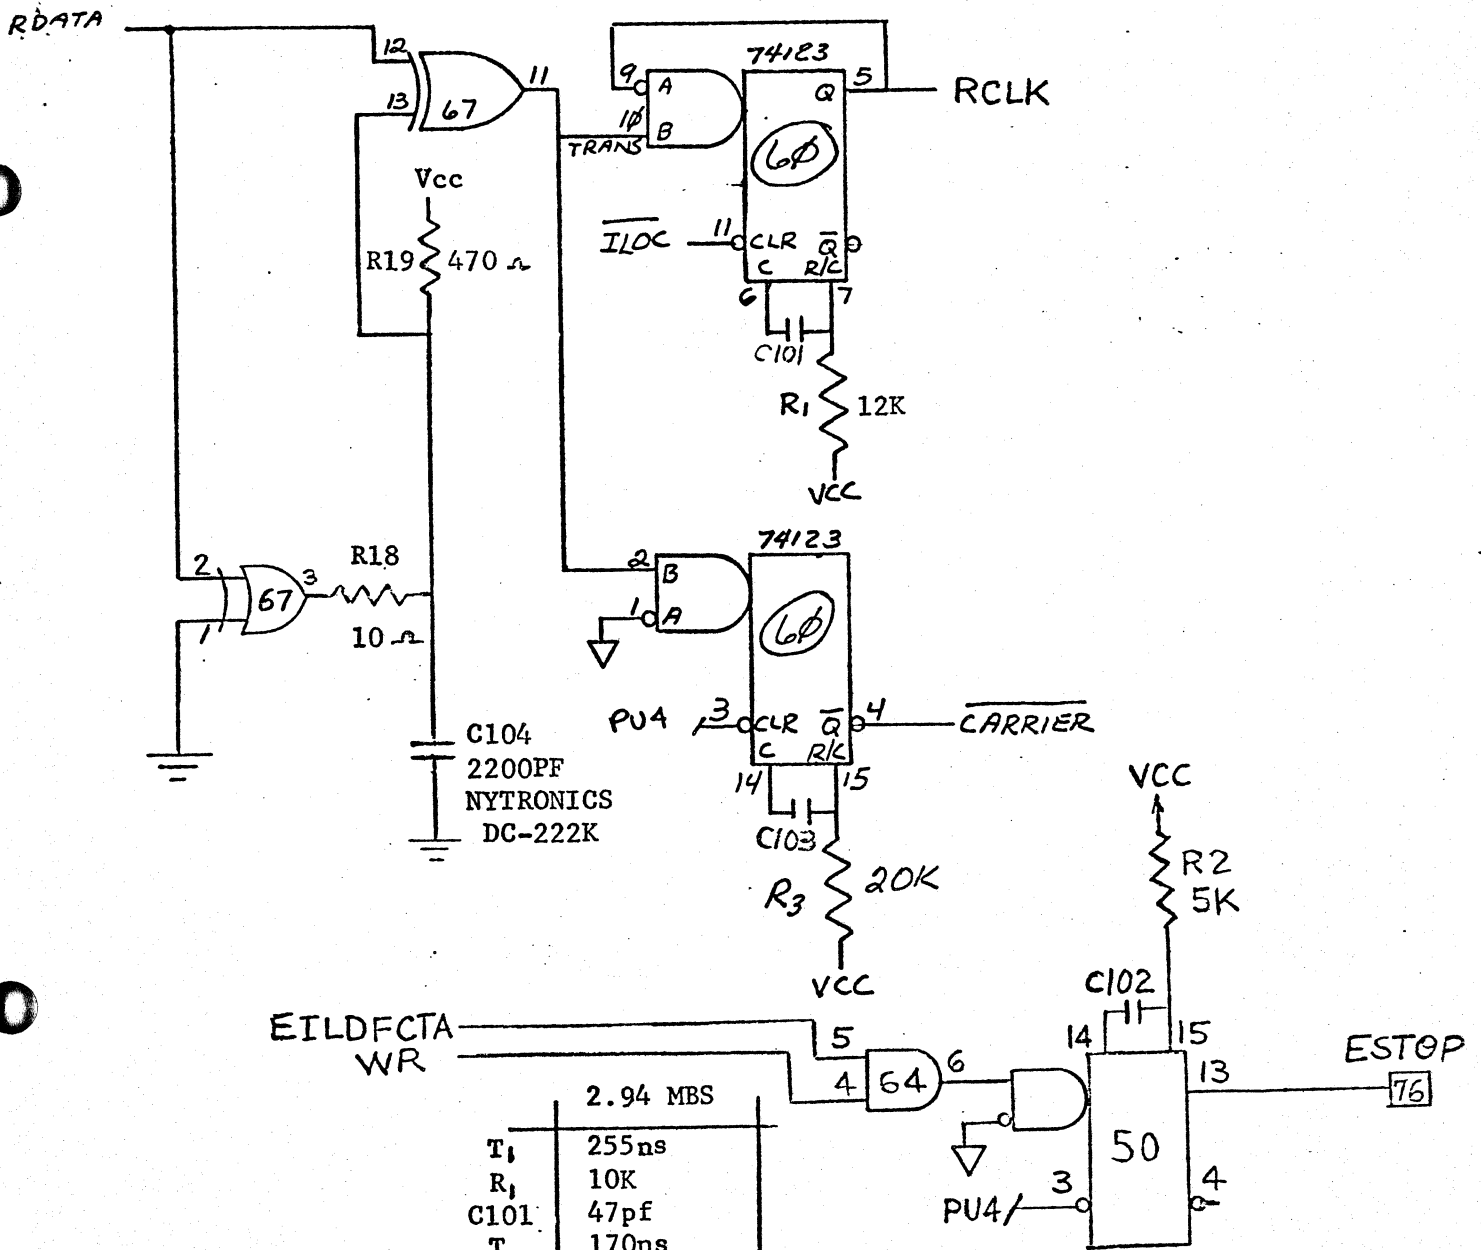 RDATA
12
13
67
11
Vcc
R19
470 Ω
9
A
1Ø
B
TRANS
74123
Q
5
RCLK
6Ø
ILOC
11
CLR
Q
C
R/C
6
7
C101
R1
12K
VCC
2
1
67
3
R18
10 Ω
C104
2200PF
NYTRONICS
DC-222K
74123
2
B
1
A
6Ø
PU4
3
CLR
Q
4
CARRIER
C
R/C
14
15
C103
R3
20K
VCC
VCC
R2
5K
C102
14
15
EILDFCTA
WR
5
4
64
6
50
13
ESTOP
76
PU4
3
4
2.94 MBS
T1
255ns
R1
10K
C101
47pf
T
170ns